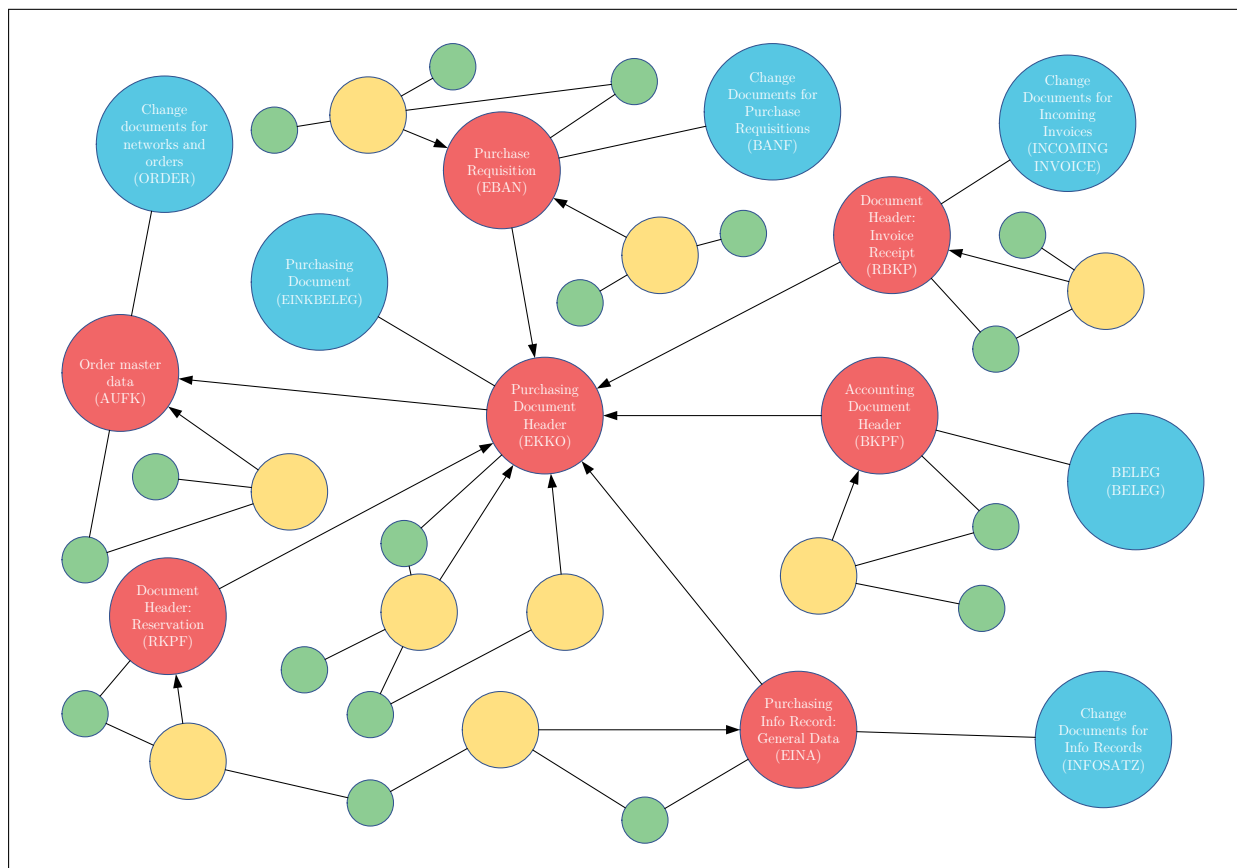 Change
documents for
networks and
orders
(ORDER)
Purchase
Requisition
(EBAN)
Change
Documents for
Purchase
Requisitions
(BANF)
Change
Documents for
Incoming
Invoices
(INCOMING
INVOICE)
Purchasing
Document
(EINKBELEG)
Document
Header:
Invoice
Receipt
(RBKP)
Order master
data
(AUFK)
Purchasing
Document
Header
(EKKO)
Accounting
Document
Header
(BKPF)
BELEG
(BELEG)
Document
Header:
Reservation
(RKPF)
Purchasing
Info Record:
General Data
(EINA)
Change
Documents for
Info Records
(INFOSATZ)